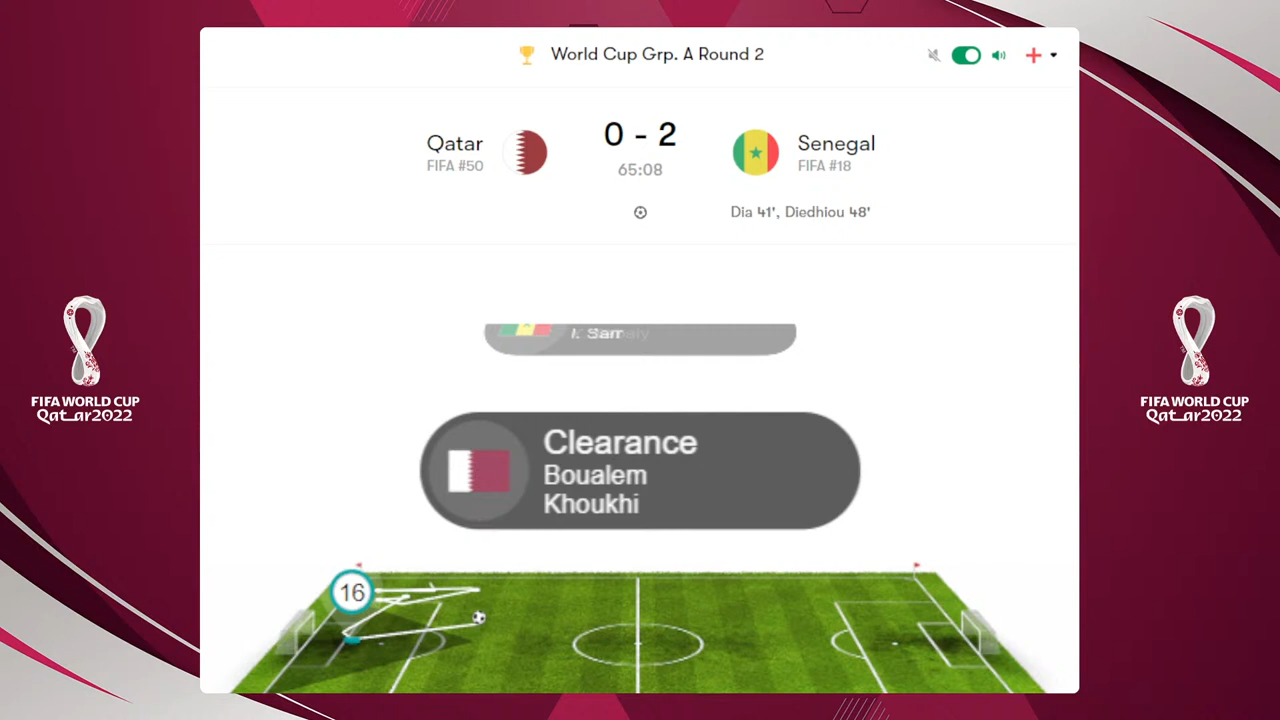 World Cup Grp. A Round 2
Qatar
FIFA #50
0 - 2
65:08
Senegal
FIFA #18
Dia 41', Diedhiou 48'
FIFA WORLD CUP
Qatar2022
FIFA WORLD CUP
Qatar2022
Clearance
Boualem
Khoukhi
16